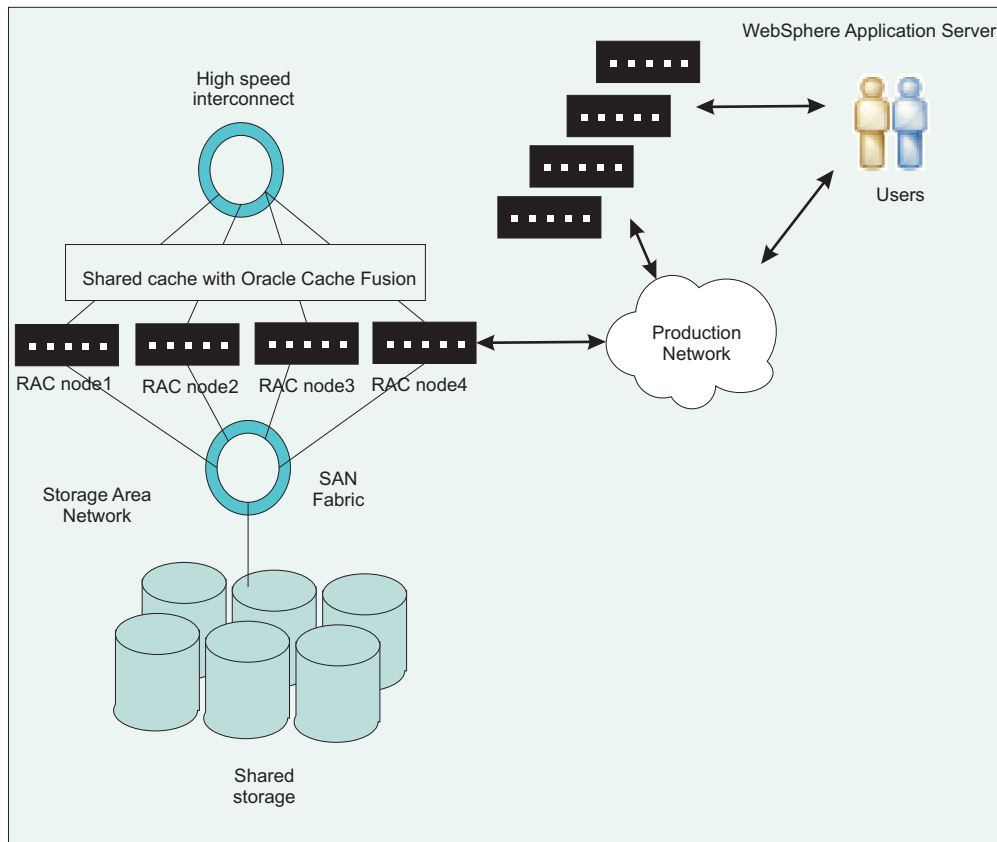 WebSphere Application Server
High speed
interconnect
Users
Shared cache with Oracle Cache Fusion
Production
Network
RAC node1
RAC node2
RAC node3
RAC node4
Storage Area
Network
SAN
Fabric
Shared
storage